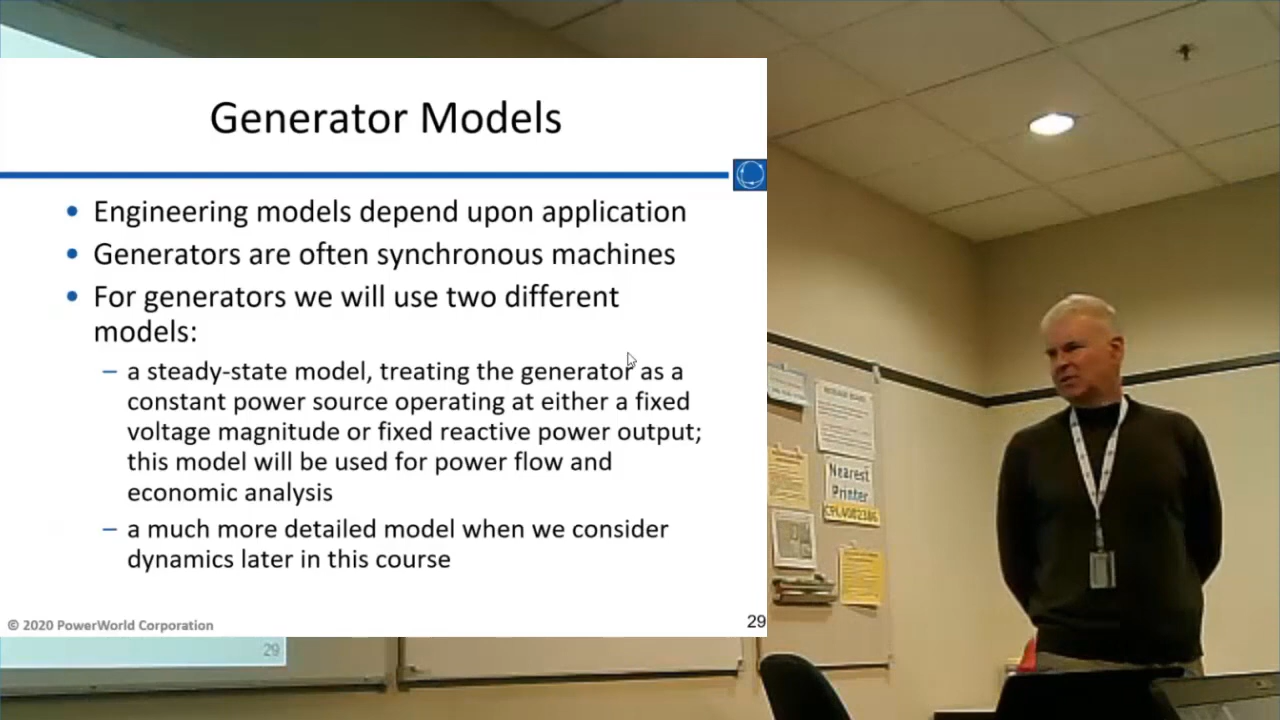 Generator Models
• Engineering models depend upon application
• Generators are often synchronous machines
• For generators we will use two different
models:
– a steady-state model, treating the generator as a
constant power source operating at either a fixed
voltage magnitude or fixed reactive power output;
this model will be used for power flow and
economic analysis
– a much more detailed model when we consider
dynamics later in this course
© 2020 PowerWorld Corporation
29
29
Nearest
Printer